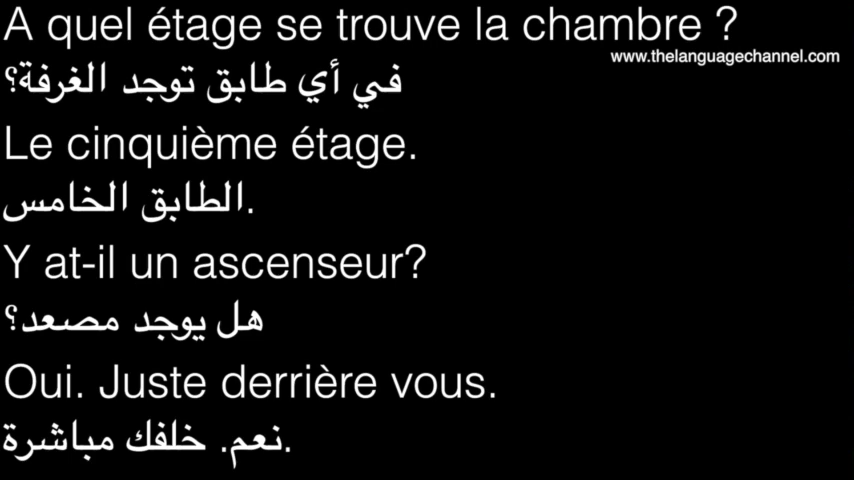 A quel étage se trouve la chambre ?
www.thelanguagechannel.com
في أي طابق توجد الغرفة؟
Le cinquième étage.
الطابق الخامس.
Y at-il un ascenseur?
هل يوجد مصعد؟
Oui. Juste derrière vous.
نعم. خلفك مباشرة.